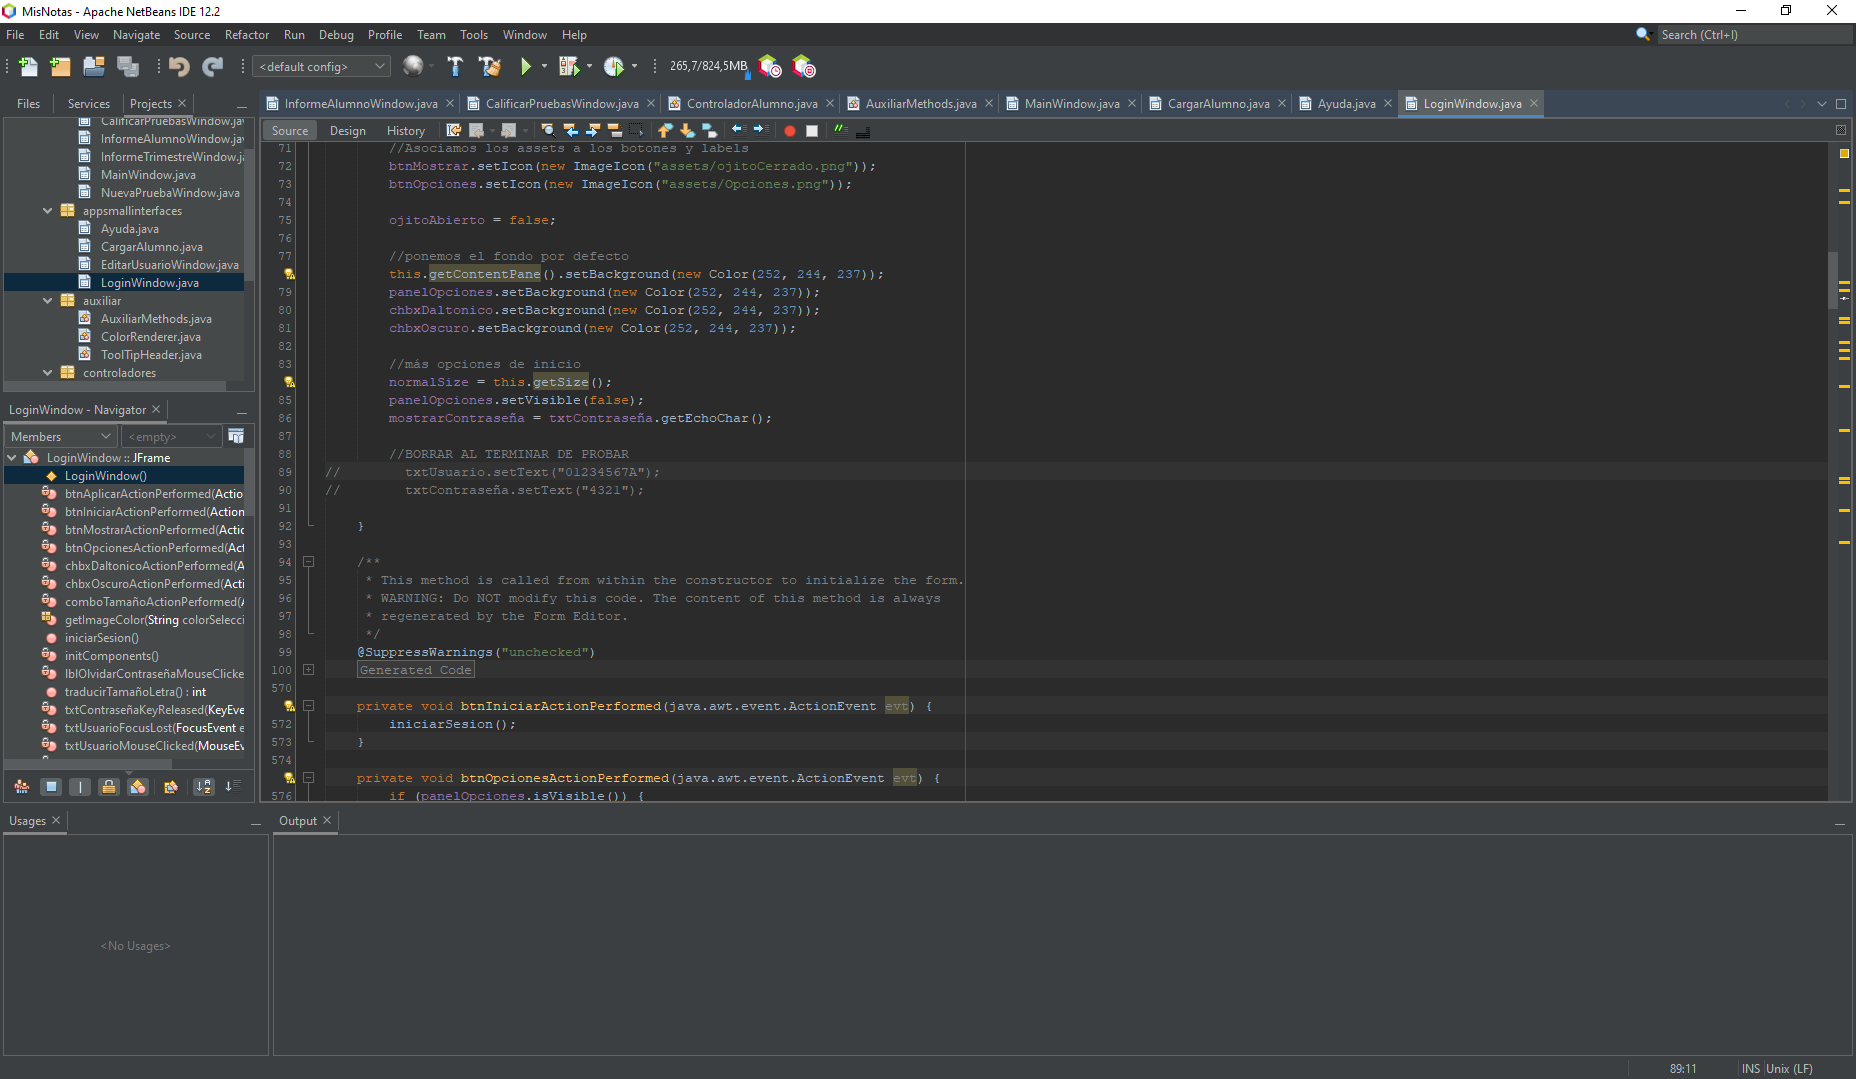 MisNotas - Apache NetBeans IDE 12.2
File Edit View Navigate Source Refactor Run Debug Profile Team Tools Window Help
Search (Ctrl+I)
<default config>
265,7/824,5MB
Files Services Projects
InformeAlumnoWindow.java CalificarPruebasWindow.java ControladorAlumno.java AuxiliarMethods.java MainWindow.java CargarAlumno.java Ayuda.java LoginWindow.java
Source Design History
CalificarPruebasWindow.jav
InformeAlumnoWindow.jav
InformeTrimestreWindow.ja
MainWindow.java
NuevaPruebaWindow.java
appsmallinterfaces
Ayuda.java
CargarAlumno.java
EditarUsuarioWindow.java
LoginWindow.java
auxiliar
AuxiliarMethods.java
ColorRenderer.java
ToolTipHeader.java
controladores
LoginWindow - Navigator
Members <empty>
LoginWindow :: JFrame
LoginWindow()
btnAplicarActionPerformed(Actio
btnIniciarActionPerformed(Action
btnMostrarActionPerformed(Actic
btnOpcionesActionPerformed(Act
chbxDaltonicoActionPerformed(A
chbxOscuroActionPerformed(Acti
comboTamañoActionPerformed(A
getImageColor(String colorSelecci
iniciarSesion()
initComponents()
lblOlvidarContraseñaMouseClicke
traducirTamañoLetra() : int
txtContraseñaKeyReleased(KeyEve
txtUsuarioFocusLost(FocusEvent e
txtUsuarioMouseClicked(MouseEv
71 //Asociamos los assets a los botones y labels
72 btnMostrar.setIcon(new ImageIcon("assets/ojitoCerrado.png"));
73 btnOpciones.setIcon(new ImageIcon("assets/Opciones.png"));
74
75 ojitoAbierto = false;
76
77 //ponemos el fondo por defecto
this.getContentPane().setBackground(new Color(252, 244, 237));
79 panelOpciones.setBackground(new Color(252, 244, 237));
80 chbxDaltonico.setBackground(new Color(252, 244, 237));
81 chbxOscuro.setBackground(new Color(252, 244, 237));
82
83 //más opciones de inicio
normalSize = this.getSize();
85 panelOpciones.setVisible(false);
86 mostrarContraseña = txtContraseña.getEchoChar();
87
88 //BORRAR AL TERMINAR DE PROBAR
89 // txtUsuario.setText("01234567A");
90 // txtContraseña.setText("4321");
91
92 }
93
94 /**
95 * This method is called from within the constructor to initialize the form.
96 * WARNING: Do NOT modify this code. The content of this method is always
97 * regenerated by the Form Editor.
98 */
99 @SuppressWarnings("unchecked")
100 Generated Code
570
private void btnIniciarActionPerformed(java.awt.event.ActionEvent evt) {
572 iniciarSesion();
573 }
574
private void btnOpcionesActionPerformed(java.awt.event.ActionEvent evt) {
576 if (panelOpciones.isVisible()) {
Usages
<No Usages>
Output
89:11 INS Unix (LF)